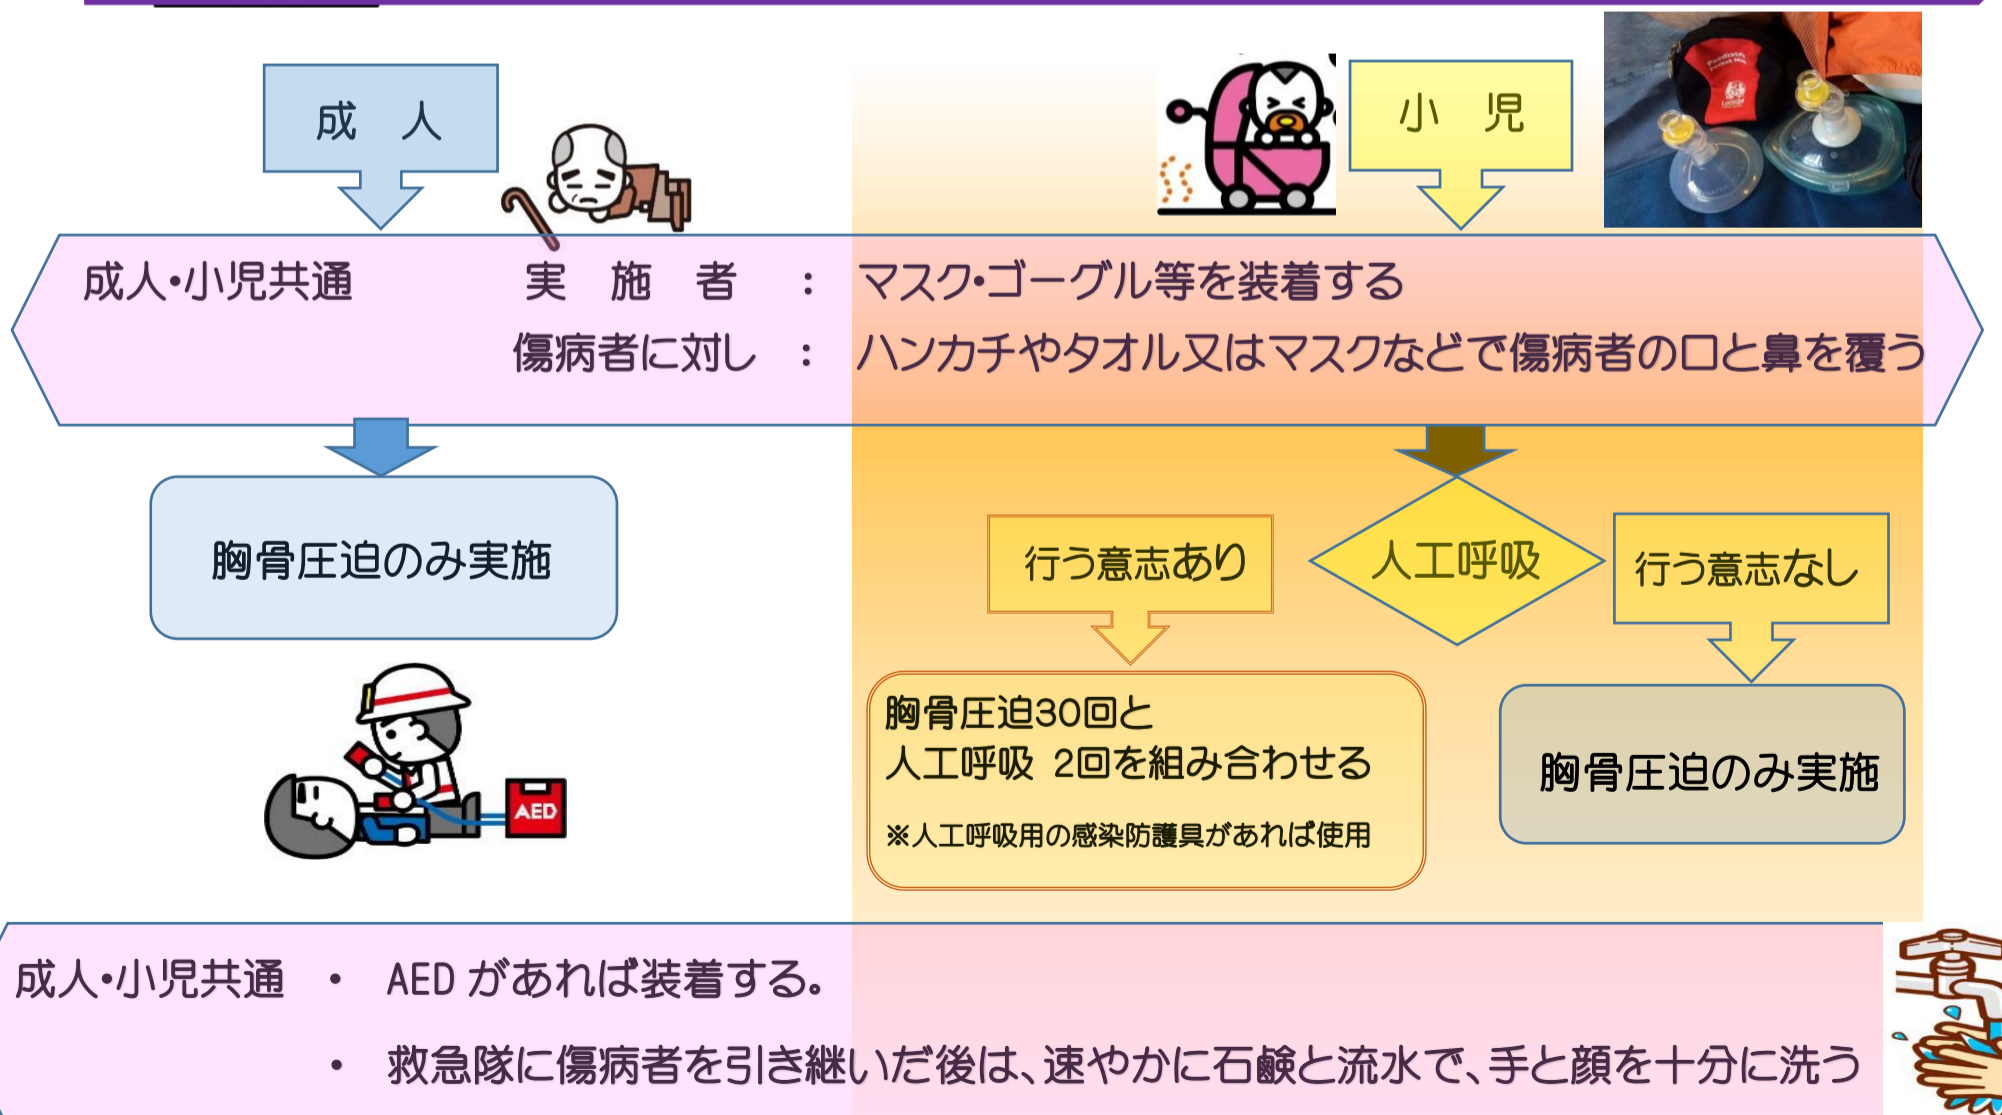 成 人
小 児
成人・小児共通 実 施 者 : マスク・ゴーグル等を装着する
傷病者に対し : ハンカチやタオル又はマスクなどで傷病者の口と鼻を覆う
胸骨圧迫のみ実施
行う意志あり
人工呼吸
行う意志なし
胸骨圧迫30回と
人工呼吸 2回を組み合わせる
※人工呼吸用の感染防護具があれば使用
胸骨圧迫のみ実施
AED
成人・小児共通 ・ AED があれば装着する。
・ 救急隊に傷病者を引き継いだ後は、速やかに石鹸と流水で、手と顔を十分に洗う